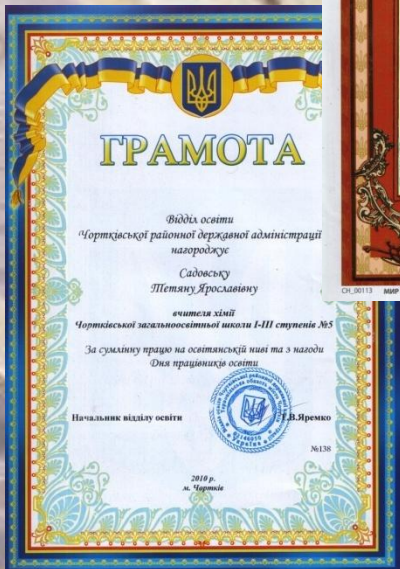 ГРАМОТА
Відділ освіти
Чортківської районної державної адміністрації
нагороджує
Садовську
Тетяну Ярославівну
вчителя хімії
Чортківської загальноосвітньої школи І-ІІІ ступенів №5
За сумлінну працю на освітянській ниві та з нагоди
Дня працівників освіти
Начальник відділу освіти Т.В.Яремко
№138
2010 р.
м. Чортків
CH_00113 МИР